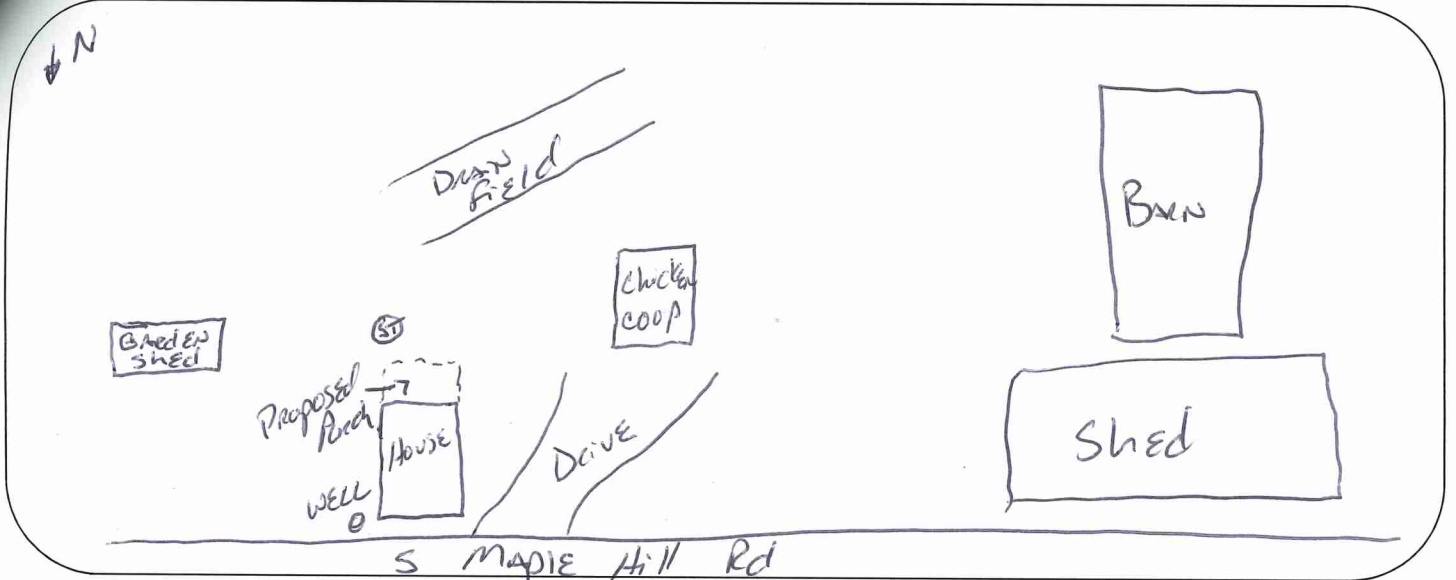 N
Drain
field
Barn
Chicken
coop
Garden
shed
ST
Proposed
Porch
House
Drive
Shed
Well
S Maple Hill Rd